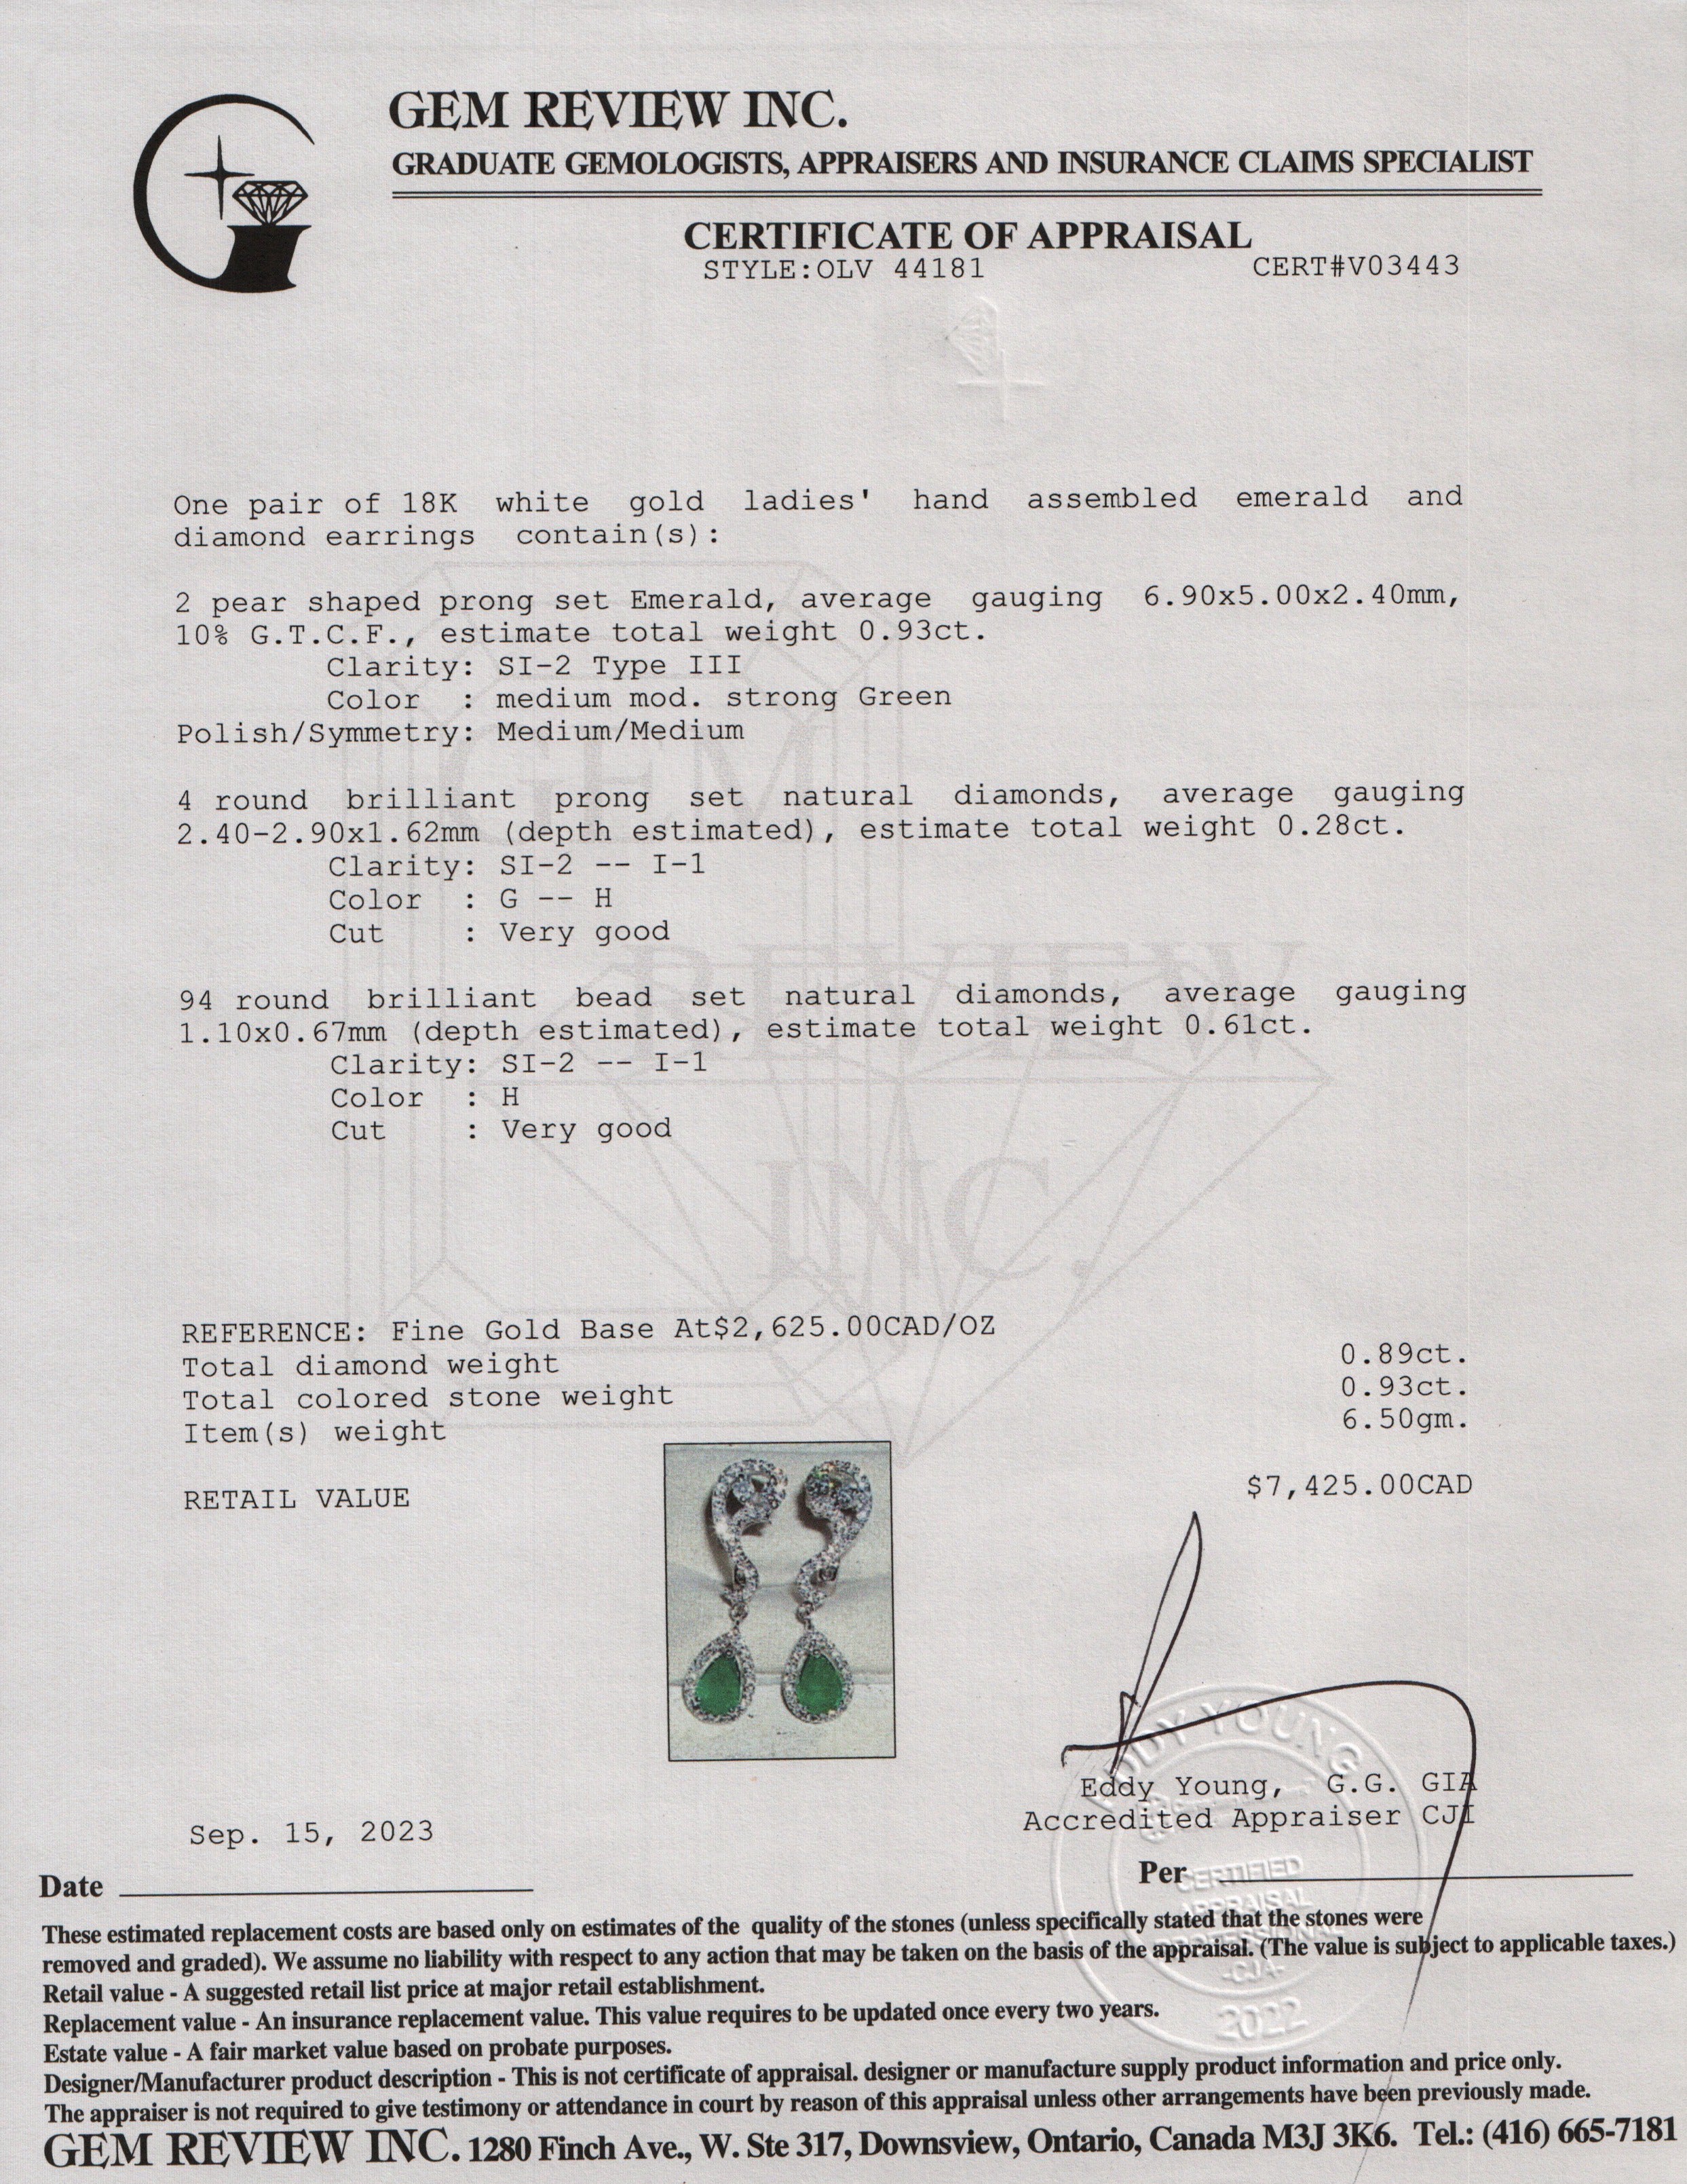 GEM REVIEW INC.
GRADUATE GEMOLOGISTS, APPRAISERS AND INSURANCE CLAIMS SPECIALIST
CERTIFICATE OF APPRAISAL
STYLE:OLV 44181 CERT#V03443
One pair of 18K white gold ladies' hand assembled emerald and
diamond earrings contain(s):
2 pear shaped prong set Emerald, average gauging 6.90x5.00x2.40mm,
10% G.T.C.F., estimate total weight 0.93ct.
Clarity: SI-2 Type III
Color : medium mod. strong Green
Polish/Symmetry: Medium/Medium
4 round brilliant prong set natural diamonds, average gauging
2.40-2.90x1.62mm (depth estimated), estimate total weight 0.28ct.
Clarity: SI-2 -- I-1
Color : G -- H
Cut : Very good
94 round brilliant bead set natural diamonds, average gauging
1.10x0.67mm (depth estimated), estimate total weight 0.61ct.
Clarity: SI-2 -- I-1
Color : H
Cut : Very good
GEM
REVIEW
INC.
REFERENCE: Fine Gold Base At$2,625.00CAD/OZ
Total diamond weight 0.89ct.
Total colored stone weight 0.93ct.
Item(s) weight 6.50gm.
RETAIL VALUE $7,425.00CAD
EDDY YOUNG
CERTIFIED
APPRAISAL
PROFESSIONAL
-CJA-
2022
Eddy Young, G.G. GIA
Accredited Appraiser CJI
Sep. 15, 2023
Date
Per
These estimated replacement costs are based only on estimates of the quality of the stones (unless specifically stated that the stones were
removed and graded). We assume no liability with respect to any action that may be taken on the basis of the appraisal. (The value is subject to applicable taxes.)
Retail value - A suggested retail list price at major retail establishment.
Replacement value - An insurance replacement value. This value requires to be updated once every two years.
Estate value - A fair market value based on probate purposes.
Designer/Manufacturer product description - This is not certificate of appraisal. designer or manufacture supply product information and price only.
The appraiser is not required to give testimony or attendance in court by reason of this appraisal unless other arrangements have been previously made.
GEM REVIEW INC. 1280 Finch Ave., W. Ste 317, Downsview, Ontario, Canada M3J 3K6. Tel.: (416) 665-7181